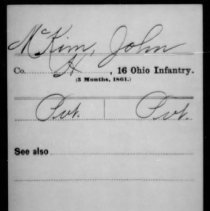 McKim, John
Co. H, 16 Ohio Infantry.
(3 Months, 1861.)
Pvt. Pvt.
See also